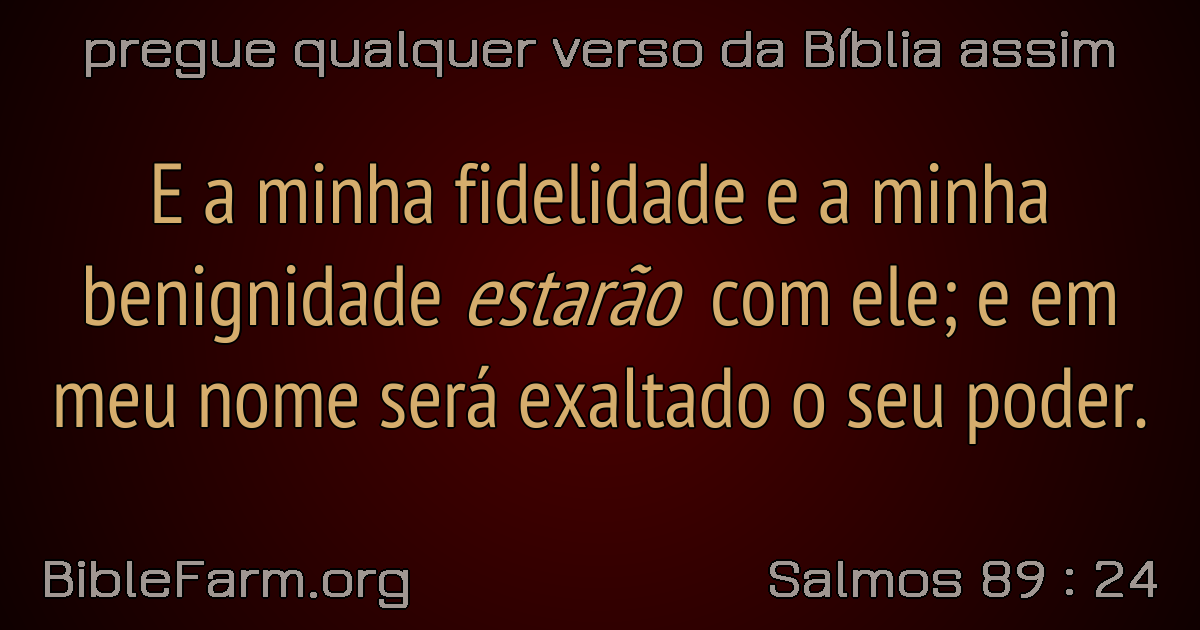 pregue qualquer verso da Bíblia assim
E a minha fidelidade e a minha
benignidade estarão com ele; e em
meu nome será exaltado o seu poder.
BibleFarm.org
Salmos 89 : 24